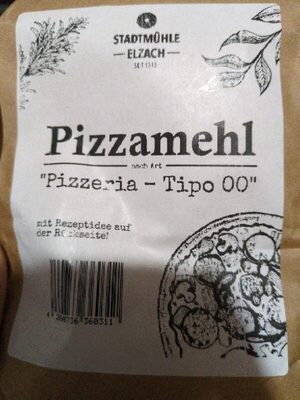 STADTMÜHLE
ELZACH
Pizzamehl
nach Art
"Pizzeria - Tipo 00"
mit Rezeptidee auf
der Rückseite!